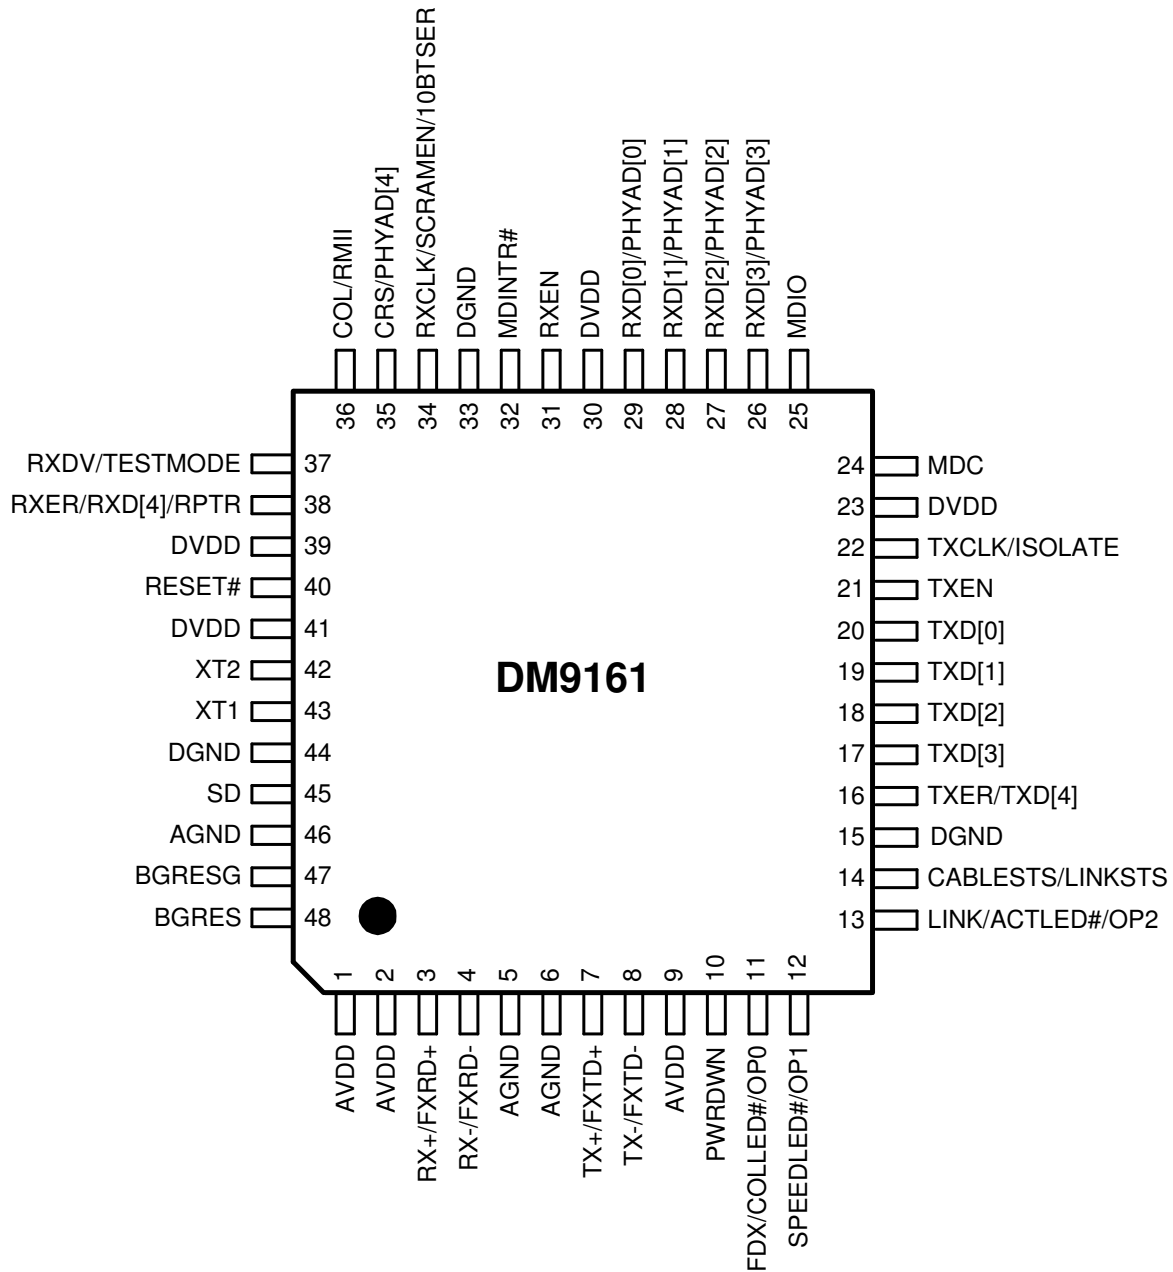 COL/RMII
CRS/PHYAD[4]
RXCLK/SCRAMEN/10BTSER
DGND
MDINTR#
RXEN
DVDD
RXD[0]/PHYAD[0]
RXD[1]/PHYAD[1]
RXD[2]/PHYAD[2]
RXD[3]/PHYAD[3]
MDIO
36
35
34
33
32
31
30
29
28
27
26
25
RXDV/TESTMODE 37
RXER/RXD[4]/RPTR 38
DVDD 39
RESET# 40
DVDD 41
XT2 42
XT1 43
DGND 44
SD 45
AGND 46
BGRESG 47
BGRES 48
DM9161
24 MDC
23 DVDD
22 TXCLK/ISOLATE
21 TXEN
20 TXD[0]
19 TXD[1]
18 TXD[2]
17 TXD[3]
16 TXER/TXD[4]
15 DGND
14 CABLESTS/LINKSTS
13 LINK/ACTLED#/OP2
1
2
3
4
5
6
7
8
9
10
11
12
AVDD
AVDD
RX+/FXRD+
RX-/FXRD-
AGND
AGND
TX+/FXTD+
TX-/FXTD-
AVDD
PWRDWN
FDX/COLLED#/OP0
SPEEDLED#/OP1